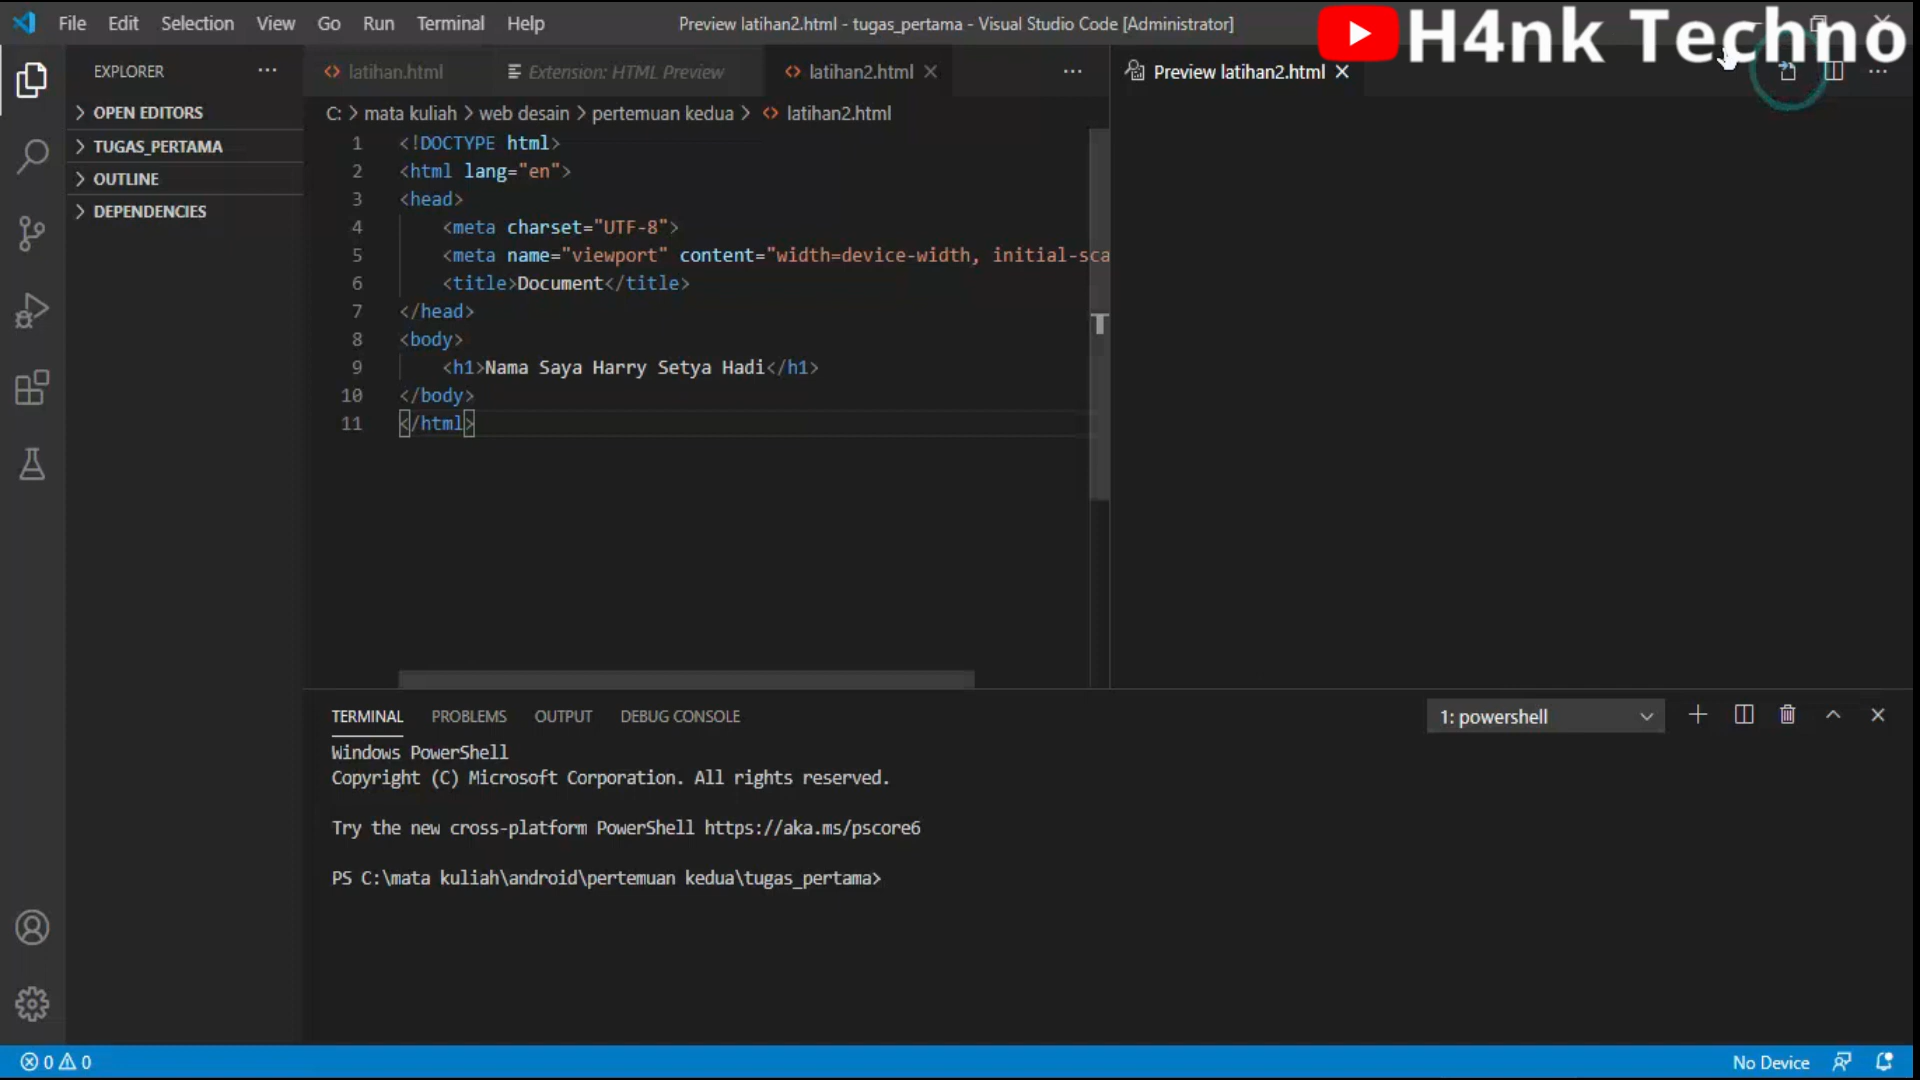 File Edit Selection View Go Run Terminal Help Preview latihan2.html - tugas_pertama - Visual Studio Code [Administrator]
H4nk Techno
EXPLORER
OPEN EDITORS
TUGAS_PERTAMA
OUTLINE
DEPENDENCIES
latihan.html Extension: HTML Preview latihan2.html
Preview latihan2.html
C: > mata kuliah > web desain > pertemuan kedua > latihan2.html
1 <!DOCTYPE html>
2 <html lang="en">
3 <head>
4 <meta charset="UTF-8">
5 <meta name="viewport" content="width=device-width, initial-sca
6 <title>Document</title>
7 </head>
8 <body>
9 <h1>Nama Saya Harry Setya Hadi</h1>
10 </body>
11 </html>
TERMINAL PROBLEMS OUTPUT DEBUG CONSOLE 1: powershell
Windows PowerShell
Copyright (C) Microsoft Corporation. All rights reserved.
Try the new cross-platform PowerShell https://aka.ms/pscore6
PS C:\mata kuliah\android\pertemuan kedua\tugas_pertama>
0 0 No Device